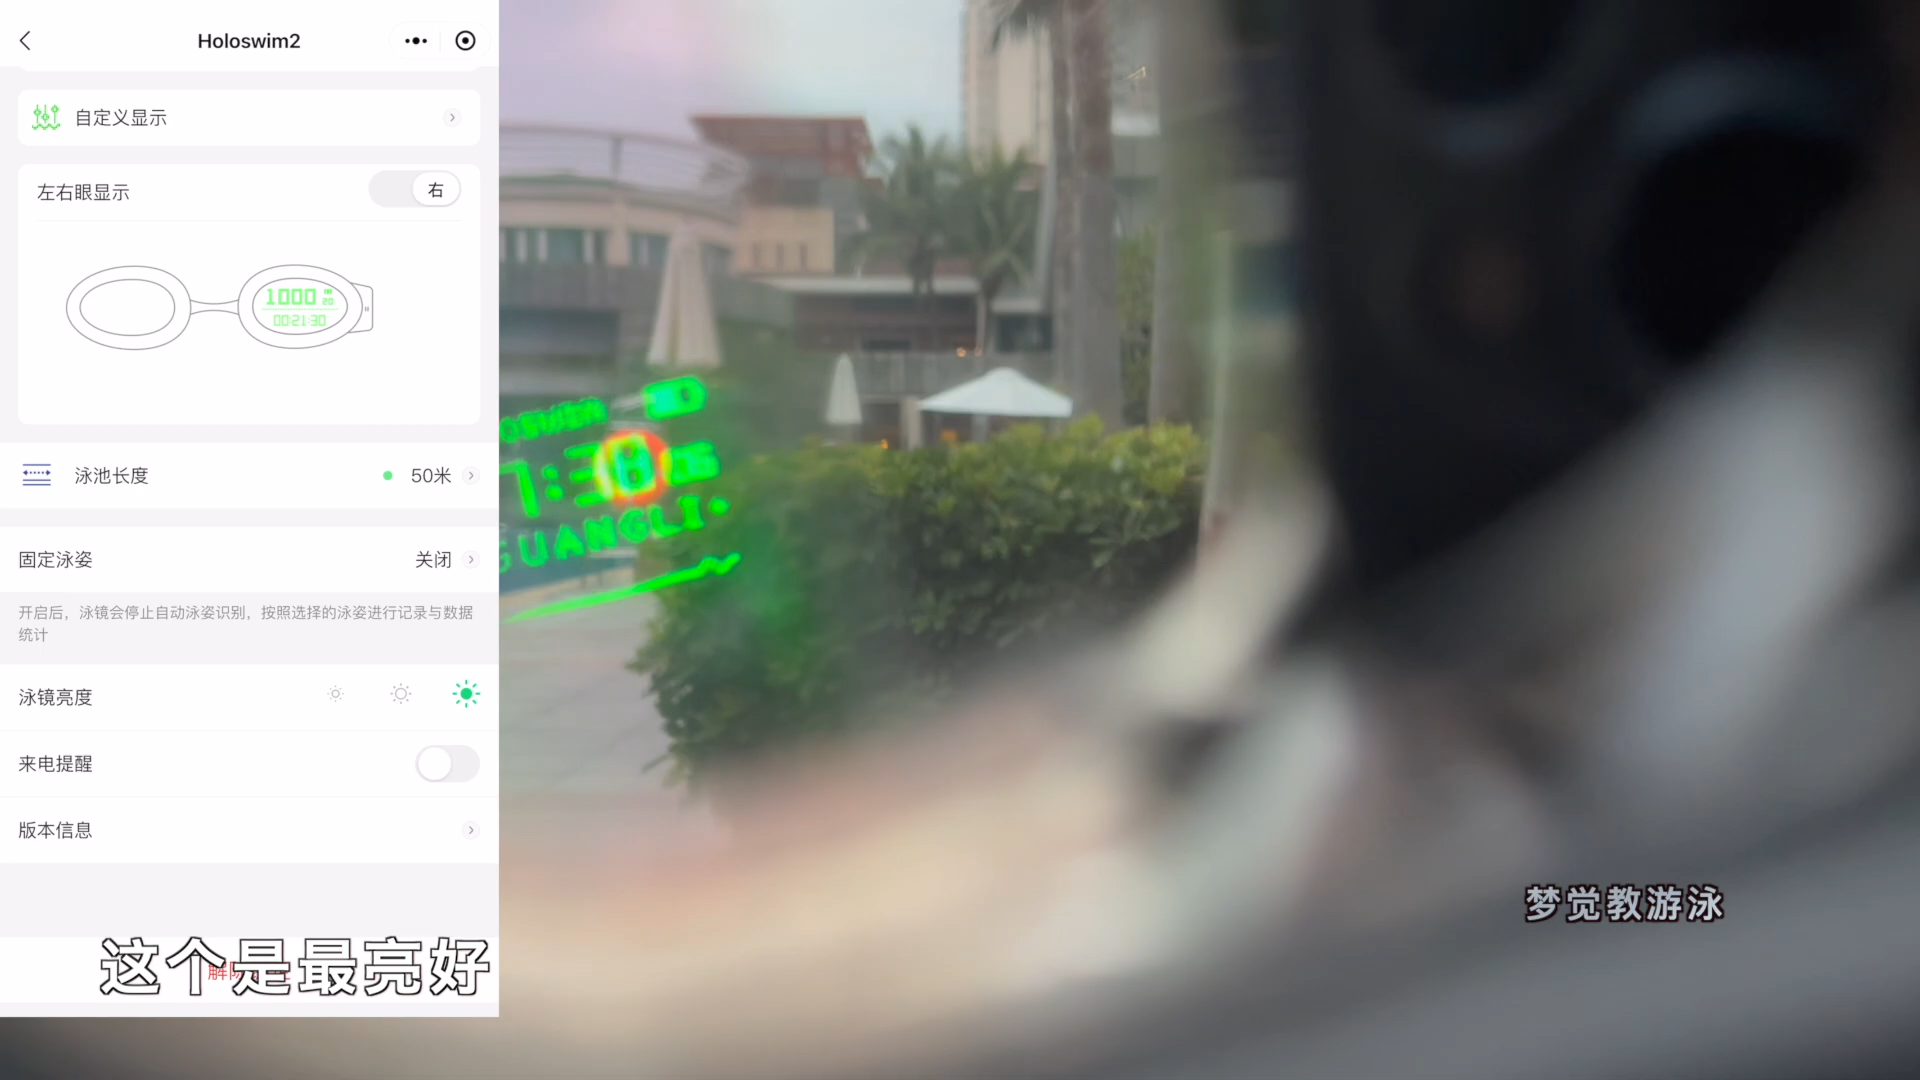 Holoswim2
自定义显示
左右眼显示
右
1000
20
00:21:30
泳池长度
50米
固定泳姿
关闭
开启后，泳镜会停止自动泳姿识别，按照选择的泳姿进行记录与数据
统计
泳镜亮度
来电提醒
版本信息
这个是最亮好
GUANGLI
梦觉教游泳